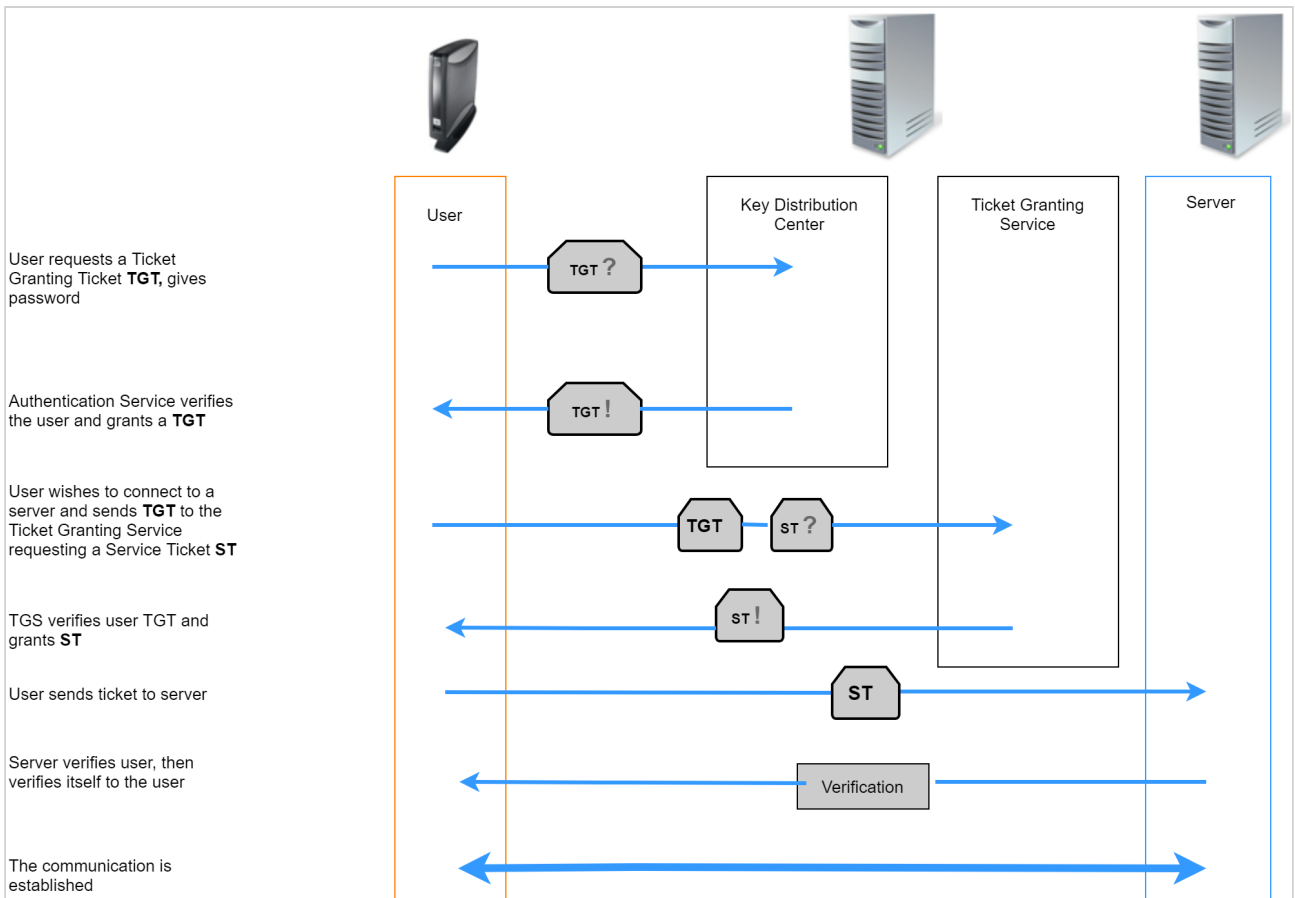 User
Key Distribution
Center
Ticket Granting
Service
Server
User requests a Ticket
Granting Ticket TGT, gives
password
TGT ?
Authentication Service verifies
the user and grants a TGT
TGT !
User wishes to connect to a
server and sends TGT to the
Ticket Granting Service
requesting a Service Ticket ST
TGT
ST ?
TGS verifies user TGT and
grants ST
ST !
User sends ticket to server
ST
Server verifies user, then
verifies itself to the user
Verification
The communication is
established